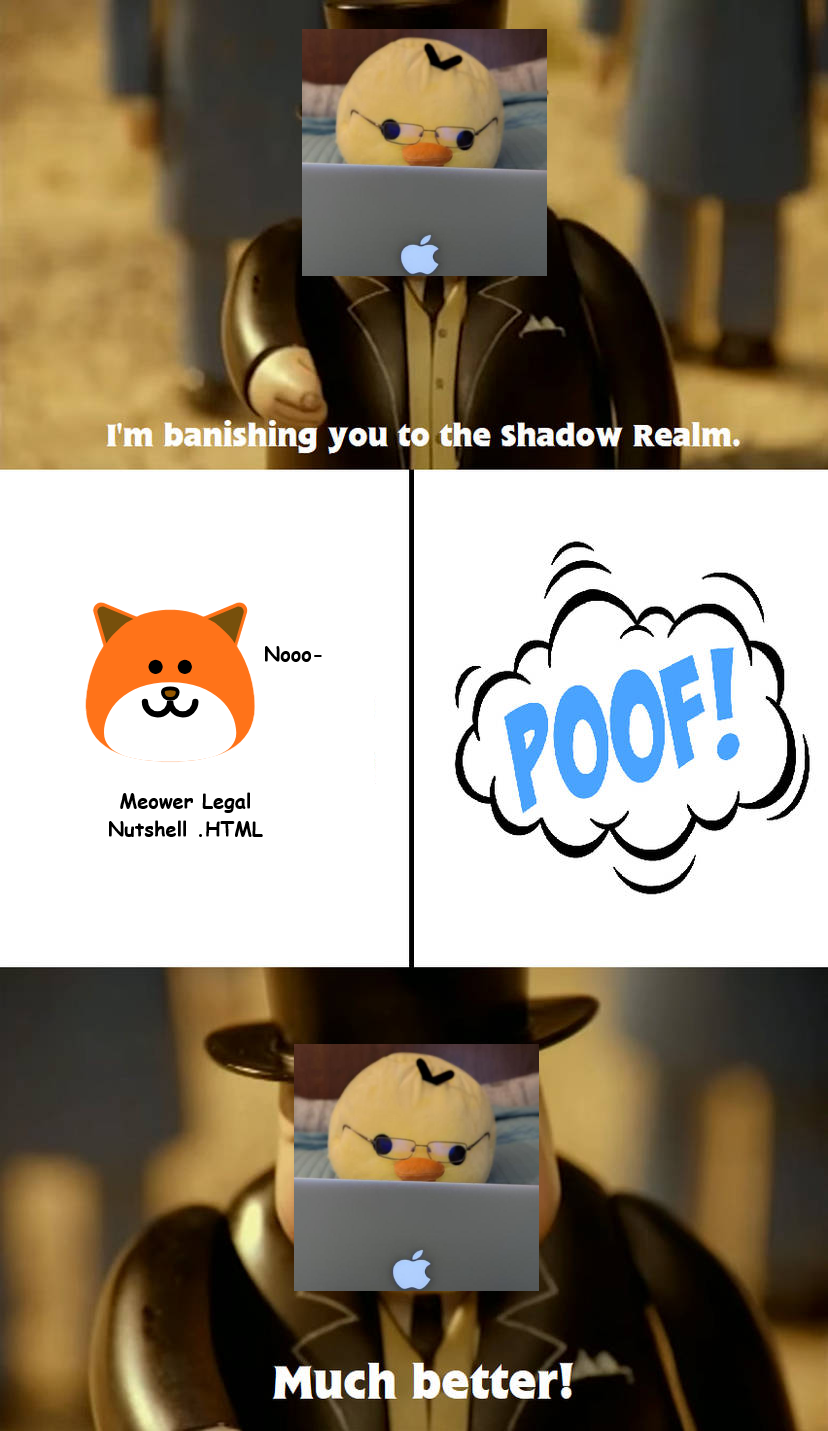 I'm banishing you to the Shadow Realm.
Nooo-
Meower Legal
Nutshell .HTML
POOF!
Much better!